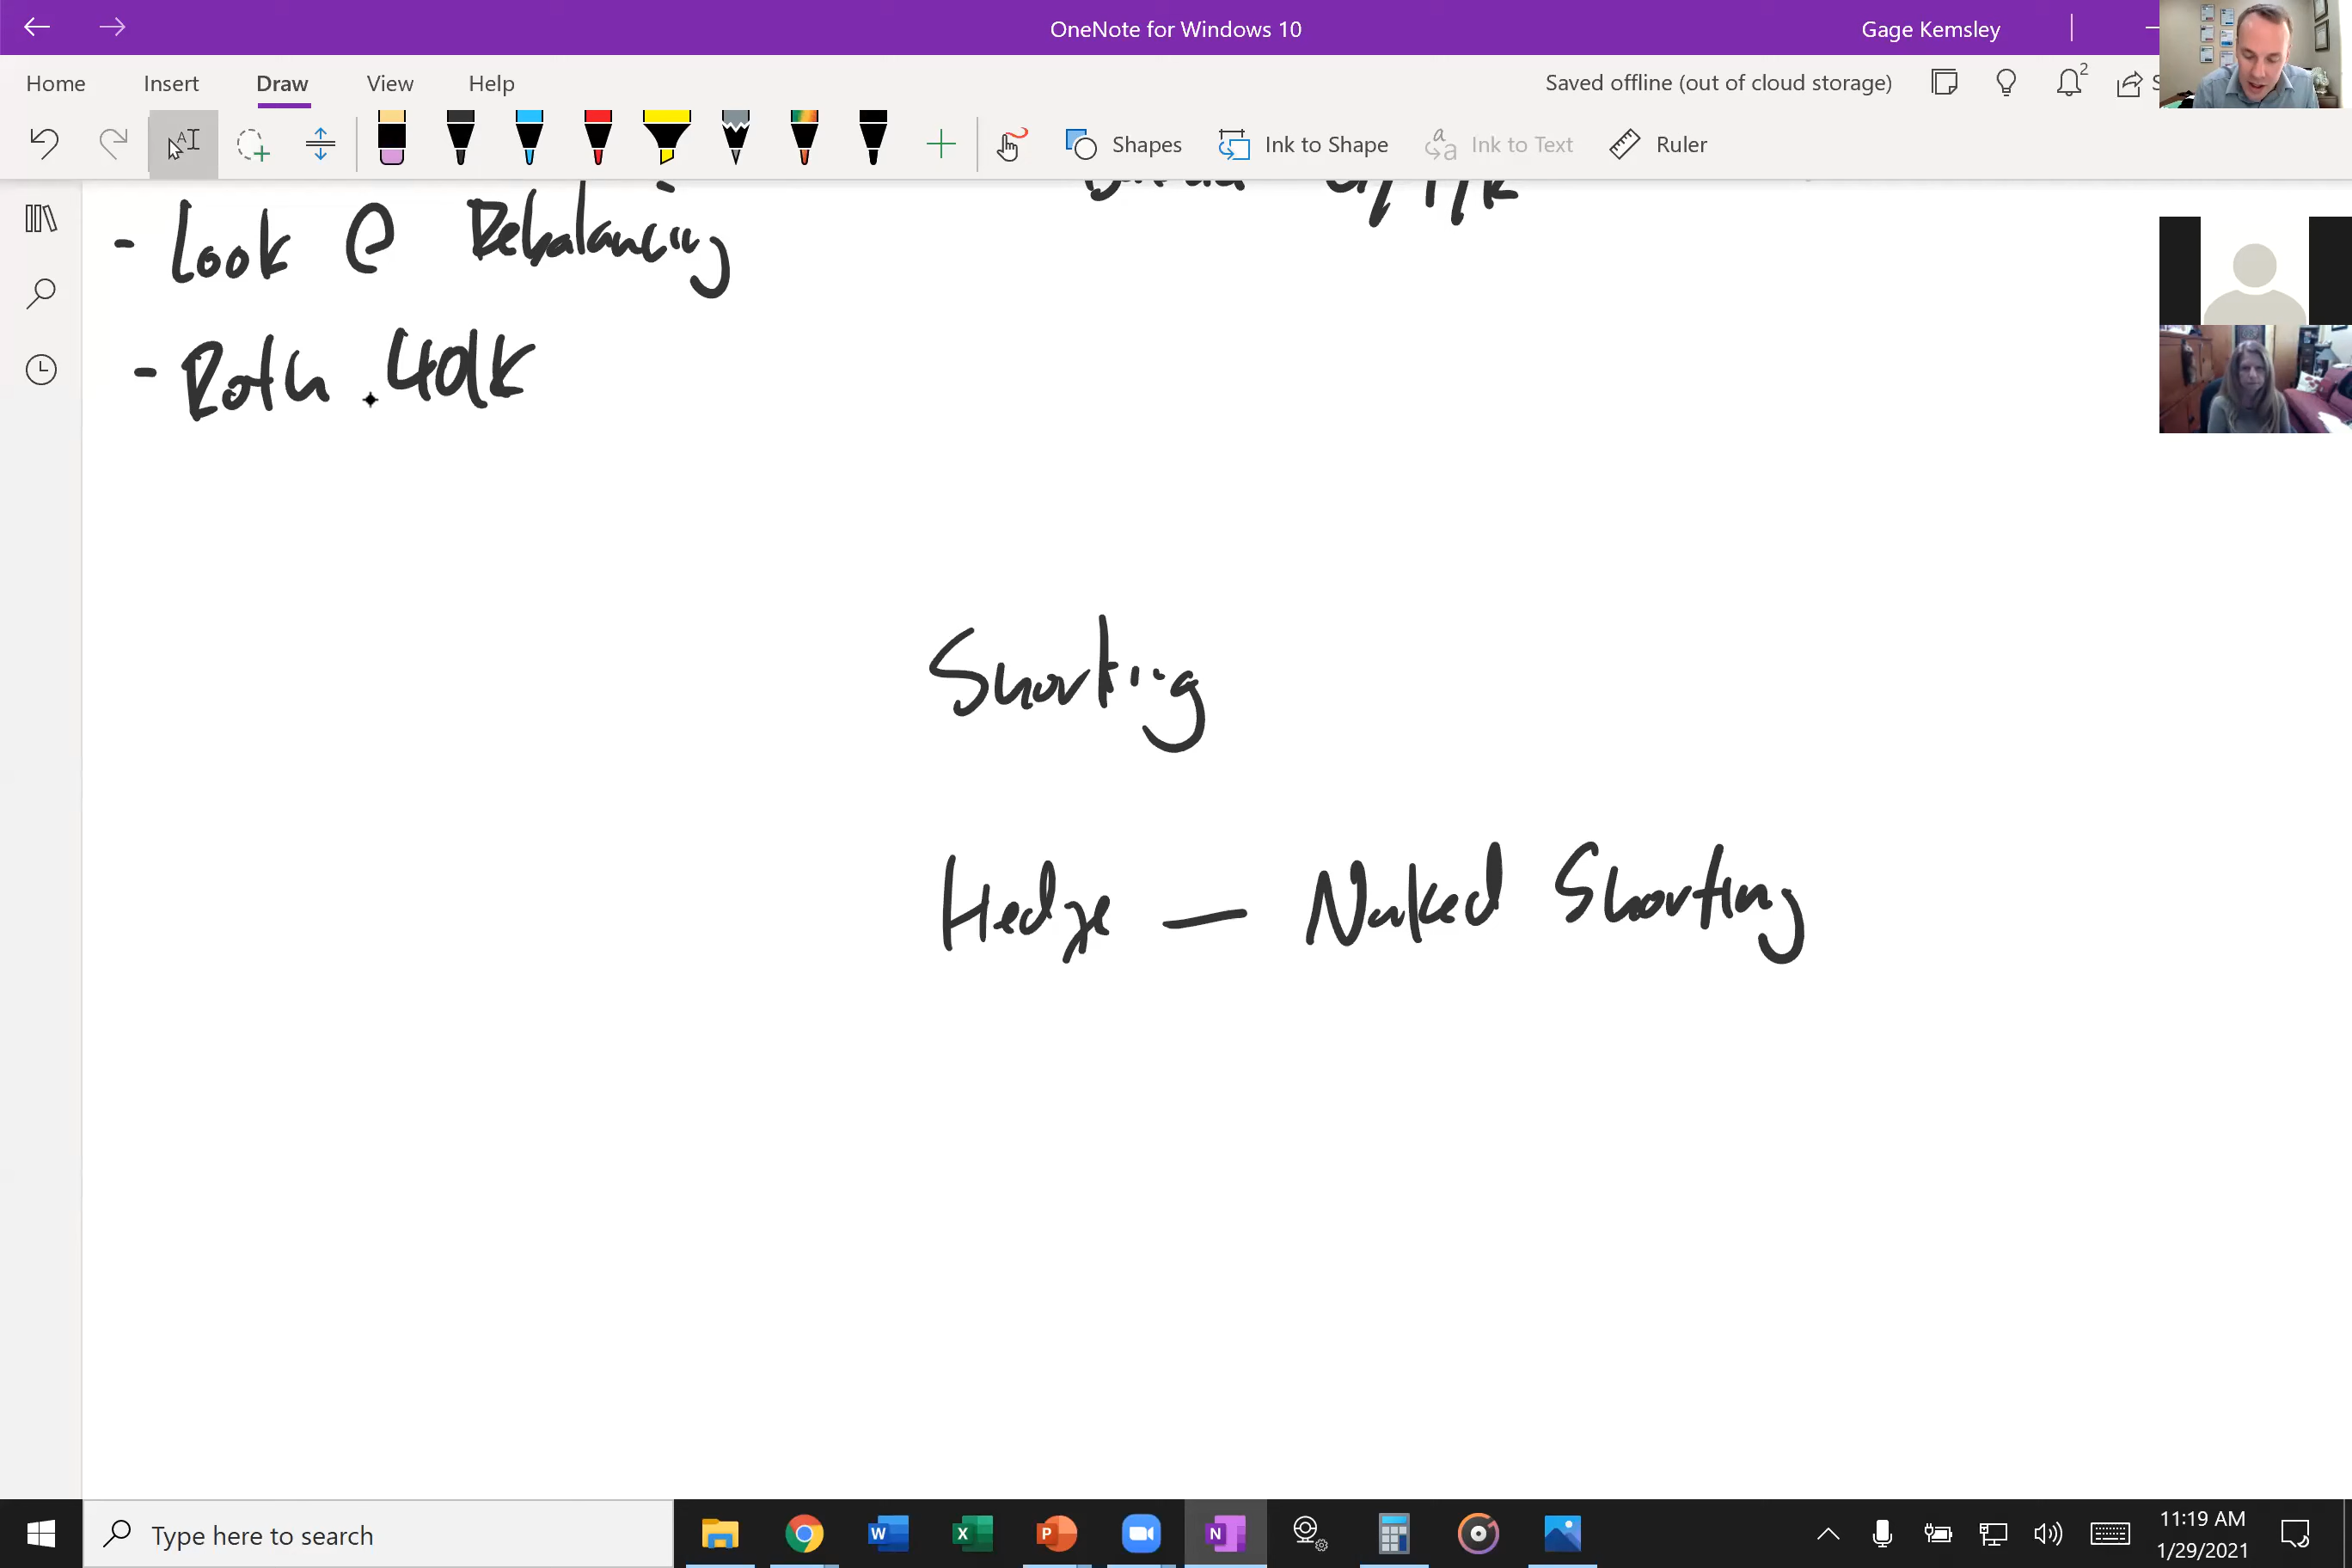 OneNote for Windows 10
Gage Kemsley
Home Insert Draw View Help
Saved offline (out of cloud storage)
2
AI
Shapes
Ink to Shape
Ink to Text
Ruler
- Look @ Rebalancing
- Roth 401K
Shorting
Hedge — Naked Shorting
Type here to search
11:19 AM
1/29/2021